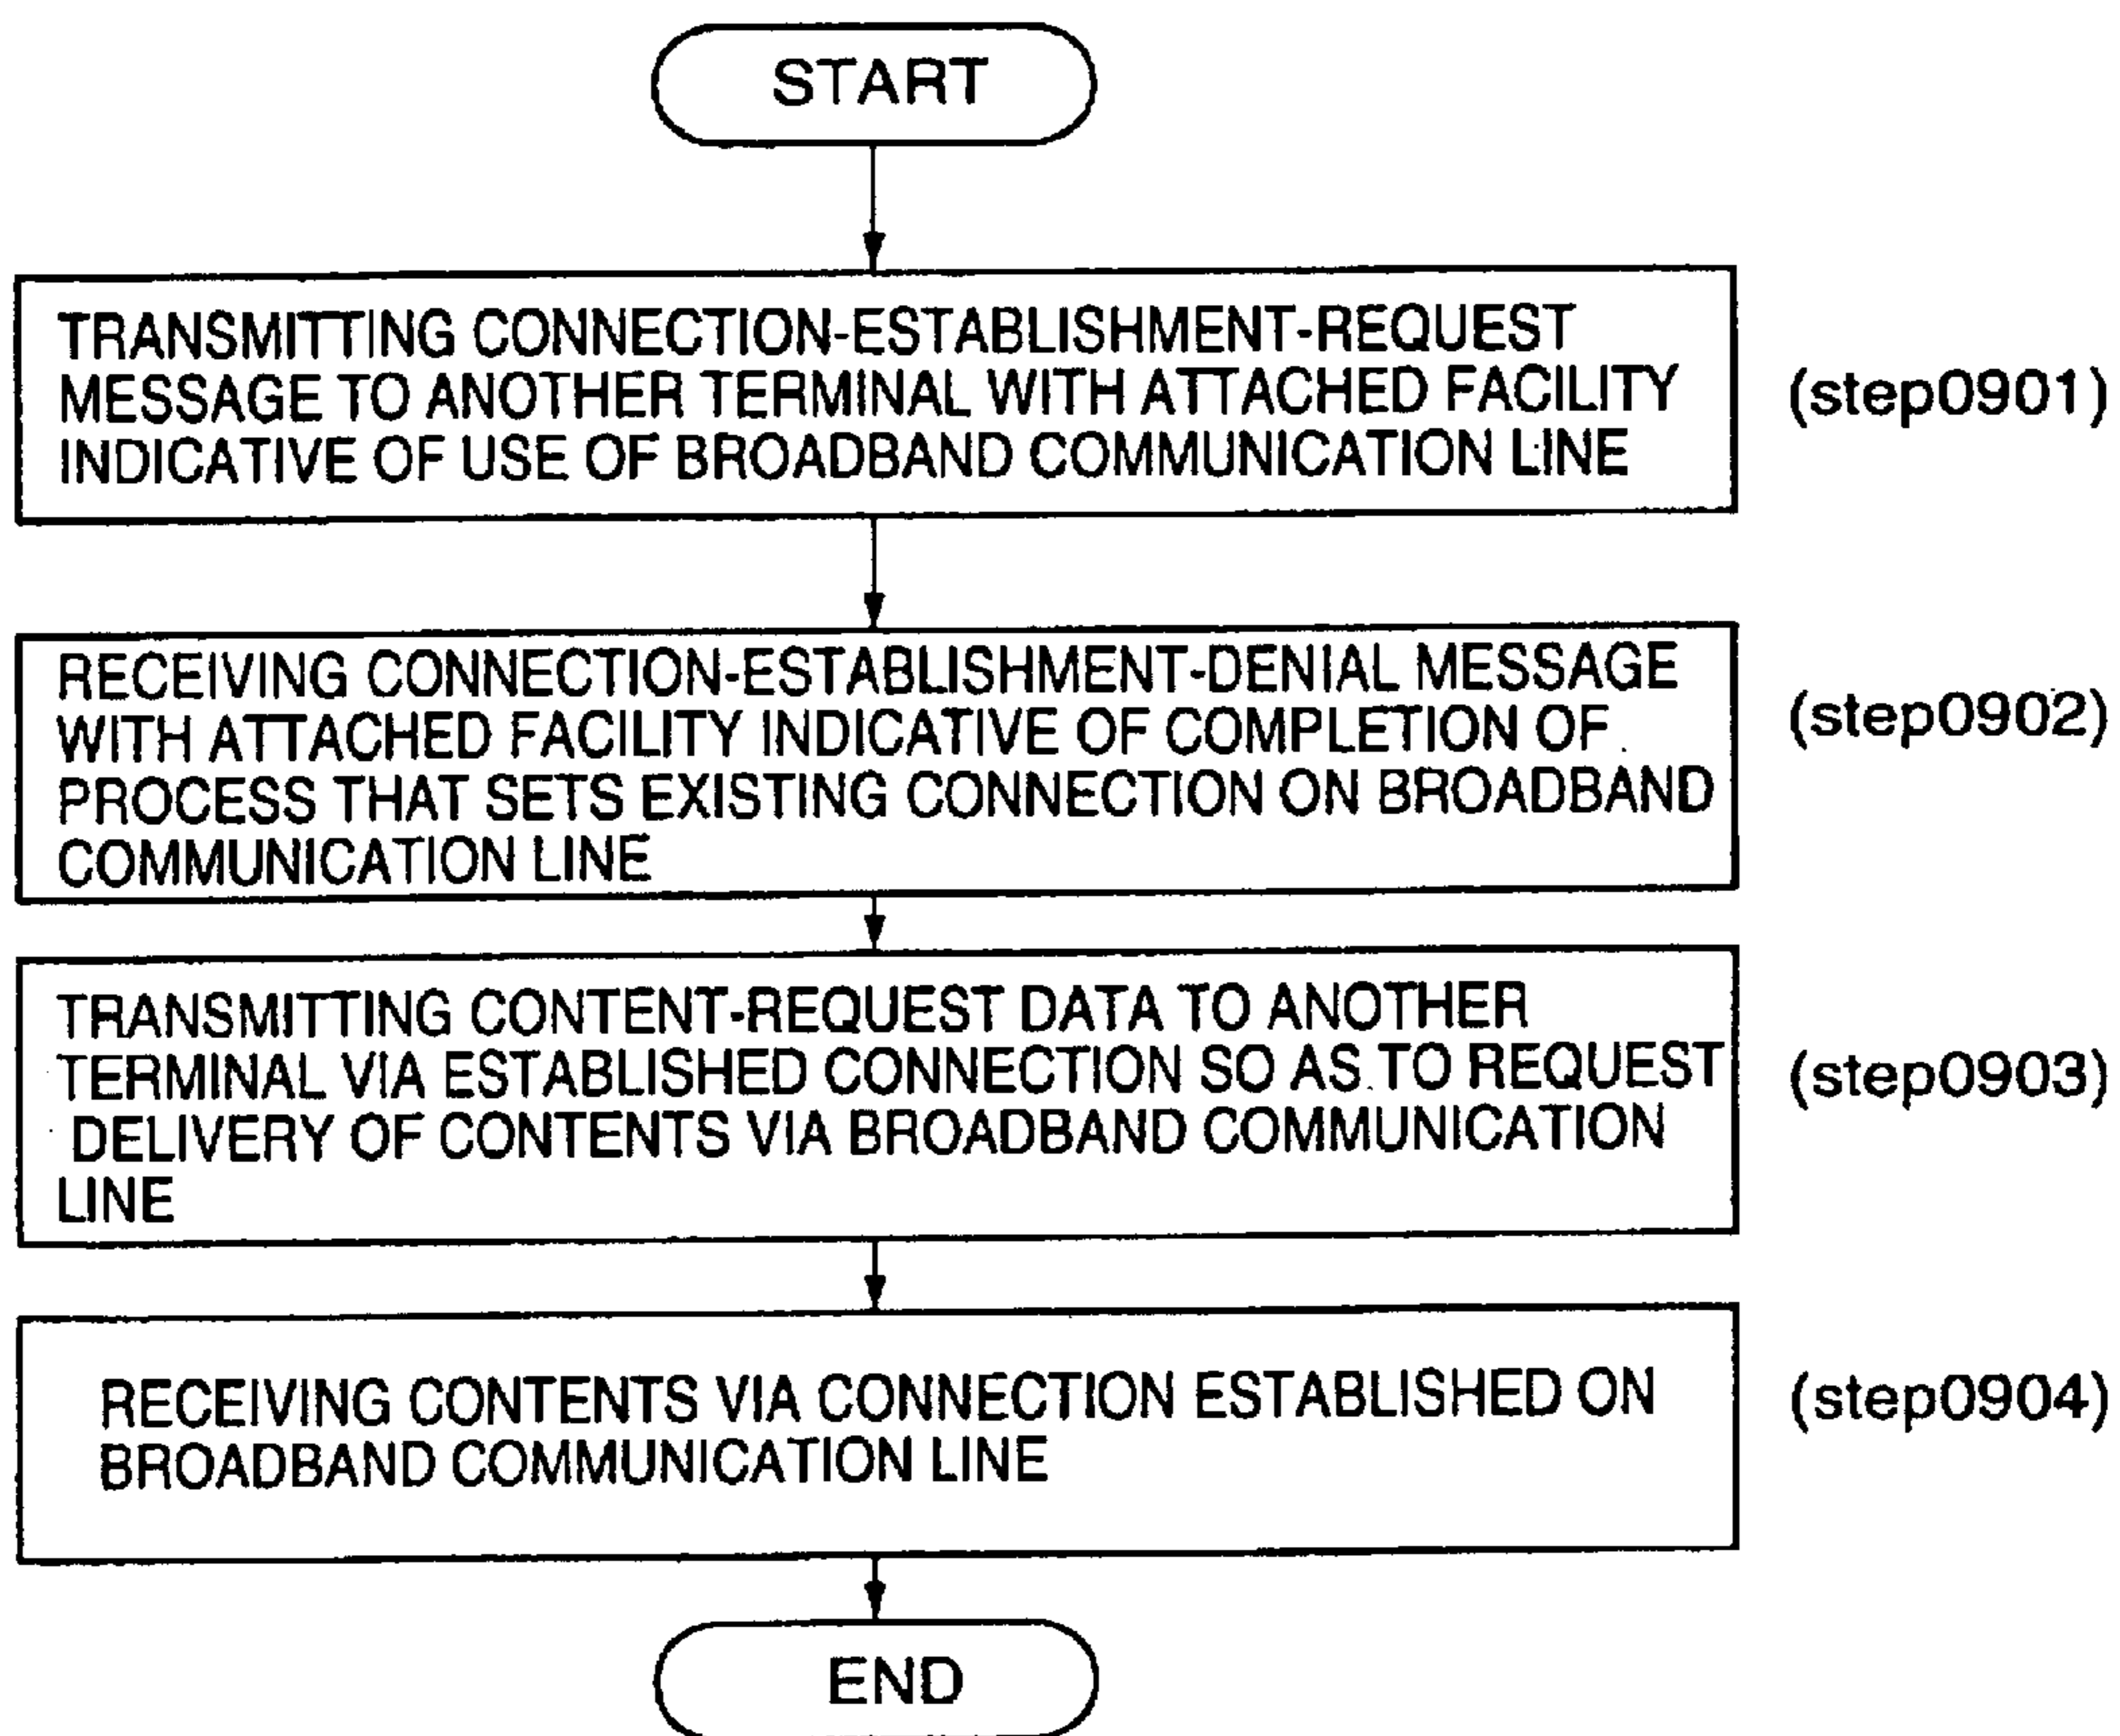 START
TRANSMITTING CONNECTION-ESTABLISHMENT-REQUEST
MESSAGE TO ANOTHER TERMINAL WITH ATTACHED FACILITY
INDICATIVE OF USE OF BROADBAND COMMUNICATION LINE
(step0901)
RECEIVING CONNECTION-ESTABLISHMENT-DENIAL MESSAGE
WITH ATTACHED FACILITY INDICATIVE OF COMPLETION OF
PROCESS THAT SETS EXISTING CONNECTION ON BROADBAND
COMMUNICATION LINE
(step0902)
TRANSMITTING CONTENT-REQUEST DATA TO ANOTHER
TERMINAL VIA ESTABLISHED CONNECTION SO AS TO REQUEST
DELIVERY OF CONTENTS VIA BROADBAND COMMUNICATION
LINE
(step0903)
RECEIVING CONTENTS VIA CONNECTION ESTABLISHED ON
BROADBAND COMMUNICATION LINE
(step0904)
END